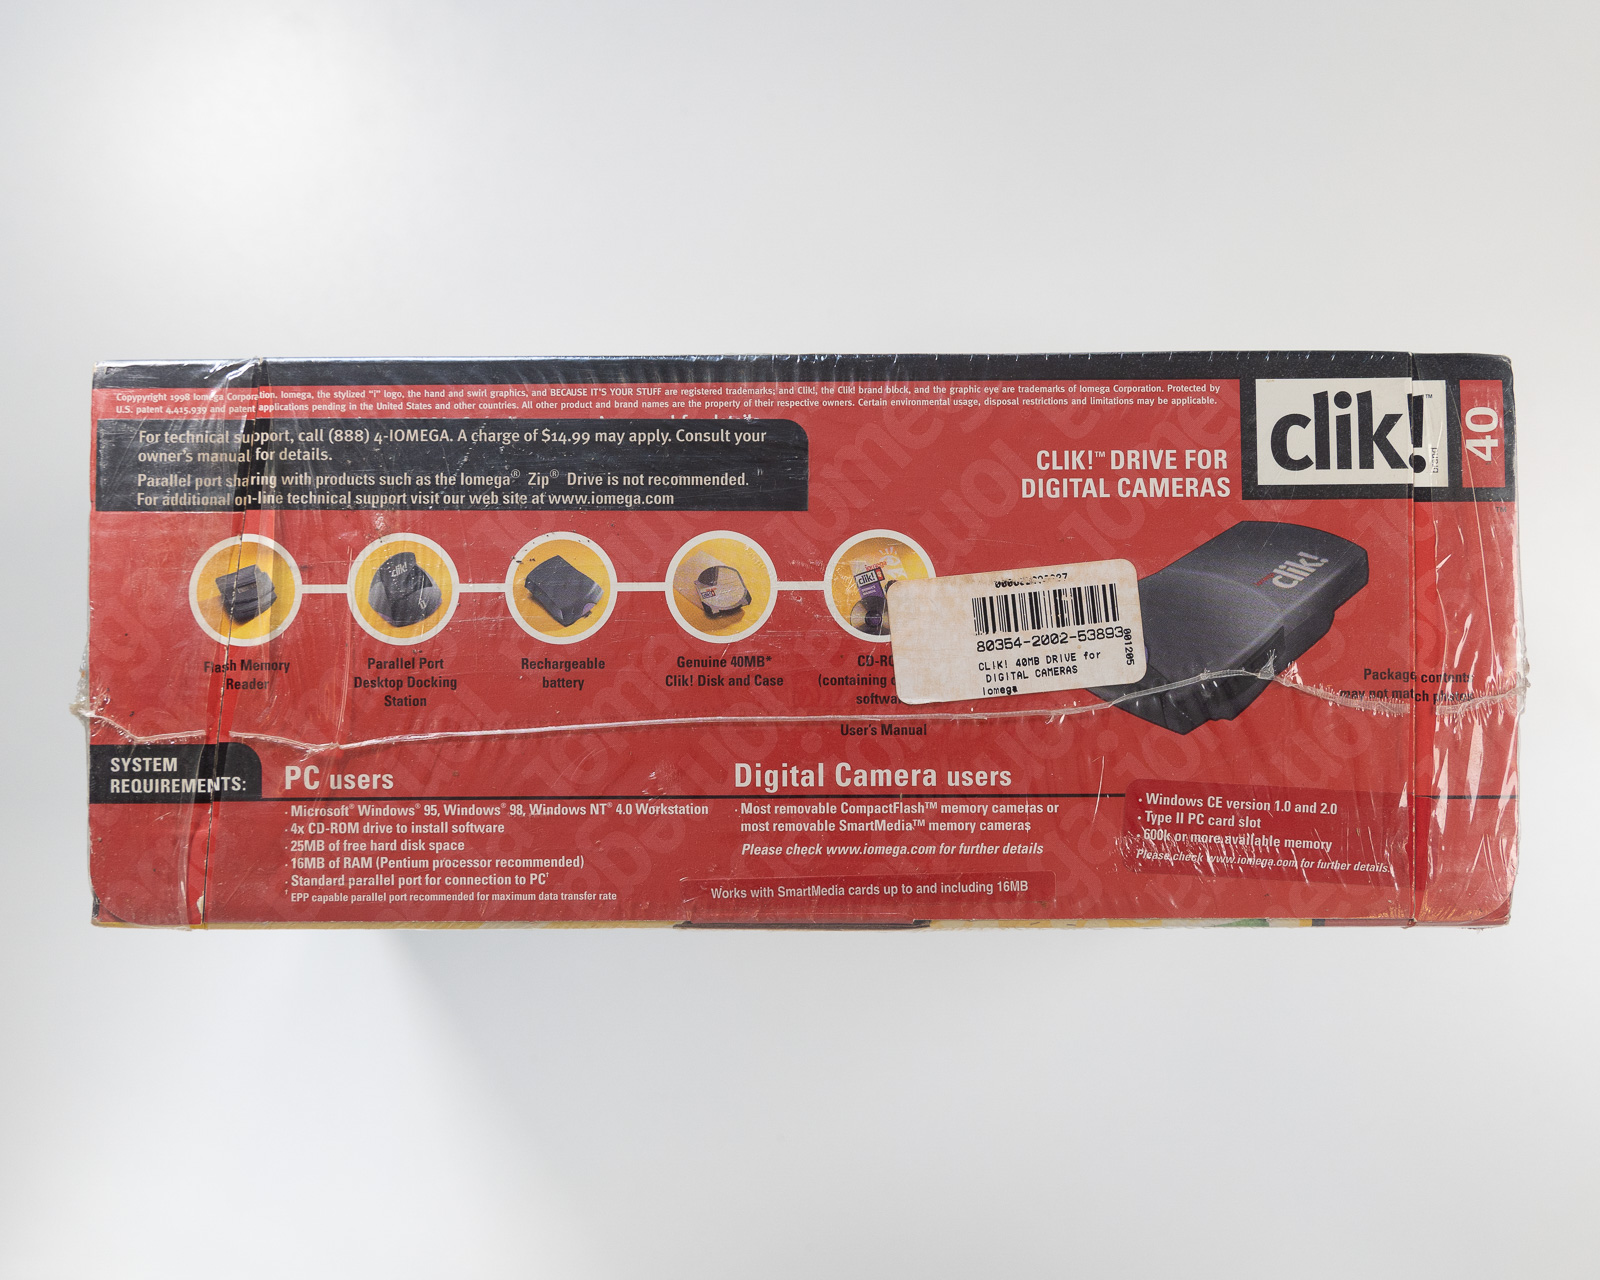 Copypyright 1998 Iomega Corporation. Iomega, the stylized "i" logo, the hand and swirl graphics, and BECAUSE IT'S YOUR STUFF are registered trademarks; and Clik!, the Clik! brand block, and the graphic eye are trademarks of Iomega Corporation. Protected by
U.S. patent 4,415,939 and patent applications pending in the United States and other countries. All other product and brand names are the property of their respective owners. Certain environmental usage, disposal restrictions and limitations may be applicable.
For technical support, call (888) 4-IOMEGA. A charge of $14.99 may apply. Consult your
owner's manual for details.
Parallel port sharing with products such as the Iomega® Zip® Drive is not recommended.
For additional on-line technical support visit our web site at www.iomega.com
CLIK!™ DRIVE FOR
DIGITAL CAMERAS
clik!™
brand
40
clik!
clik!
clik!
Flash Memory
Reader
Parallel Port
Desktop Docking
Station
Rechargeable
battery
Genuine 40MB*
Clik! Disk and Case
(containing
User's Manual
80354-2002-53893
001205
CLIK! 40MB DRIVE for
DIGITAL CAMERAS
Iomega
Package contents
may not match photo
SYSTEM
REQUIREMENTS:
PC users
· Microsoft® Windows® 95, Windows® 98, Windows NT® 4.0 Workstation
· 4x CD-ROM drive to install software
· 25MB of free hard disk space
· 16MB of RAM (Pentium processor recommended)
· Standard parallel port for connection to PC†
† EPP capable parallel port recommended for maximum data transfer rate
Digital Camera users
· Most removable CompactFlash™ memory cameras or
most removable SmartMedia™ memory cameras
Please check www.iomega.com for further details
Works with SmartMedia cards up to and including 16MB
· Windows CE version 1.0 and 2.0
· Type II PC card slot
· 600k or more available memory
Please check www.iomega.com for further details.